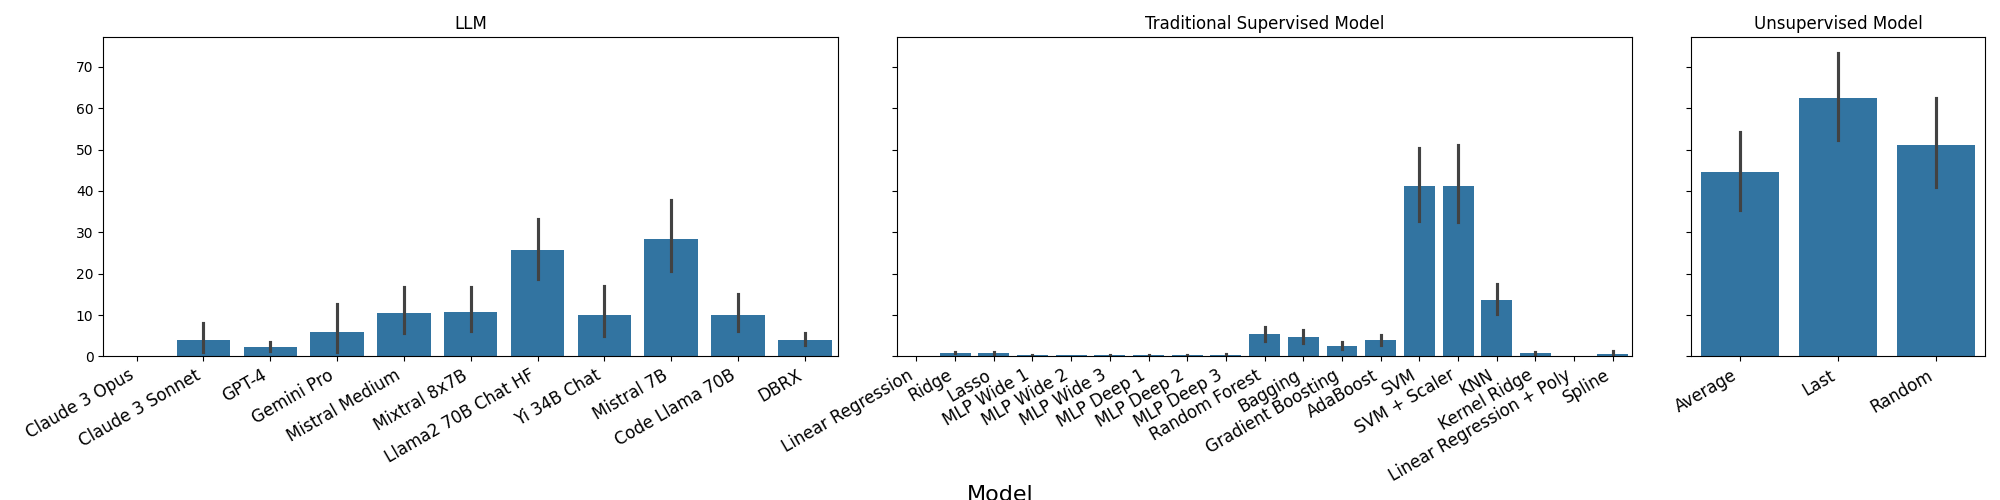 LLM
Traditional Supervised Model
Unsupervised Model
70
60
50
40
30
20
10
0
Claude 3 Opus
Claude 3 Sonnet
GPT-4
Gemini Pro
Mistral Medium
Mixtral 8x7B
Llama2 70B Chat HF
Yi 34B Chat
Mistral 7B
Code Llama 70B
DBRX
Linear Regression
Ridge
Lasso
MLP Wide 1
MLP Wide 2
MLP Wide 3
MLP Deep 1
MLP Deep 2
MLP Deep 3
Random Forest
Bagging
Gradient Boosting
AdaBoost
SVM
SVM + Scaler
KNN
Kernel Ridge
Linear Regression + Poly
Spline
Average
Last
Random
Model